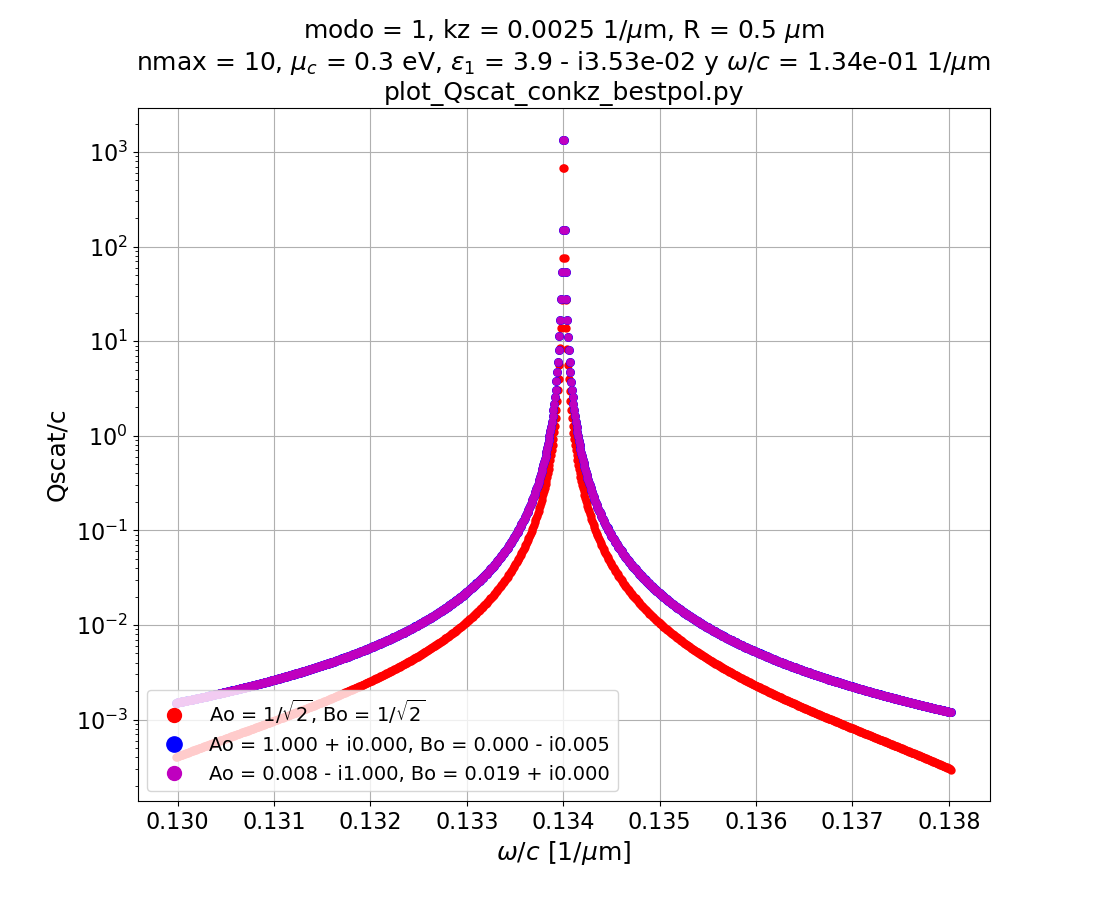 modo = 1, kz = 0.0025 1/μm, R = 0.5 μm
nmax = 10, μ_c = 0.3 eV, ε₁ = 3.9 - i3.53e-02 y ω/c = 1.34e-01 1/μm
plot_Qscat_conkz_bestpol.py
10³
10²
10¹
10⁰
10⁻¹
10⁻²
10⁻³
Qscat/c
Ao = 1/√2, Bo = 1/√2
Ao = 1.000 + i0.000, Bo = 0.000 - i0.005
Ao = 0.008 - i1.000, Bo = 0.019 + i0.000
0.130 0.131 0.132 0.133 0.134 0.135 0.136 0.137 0.138
ω/c [1/μm]